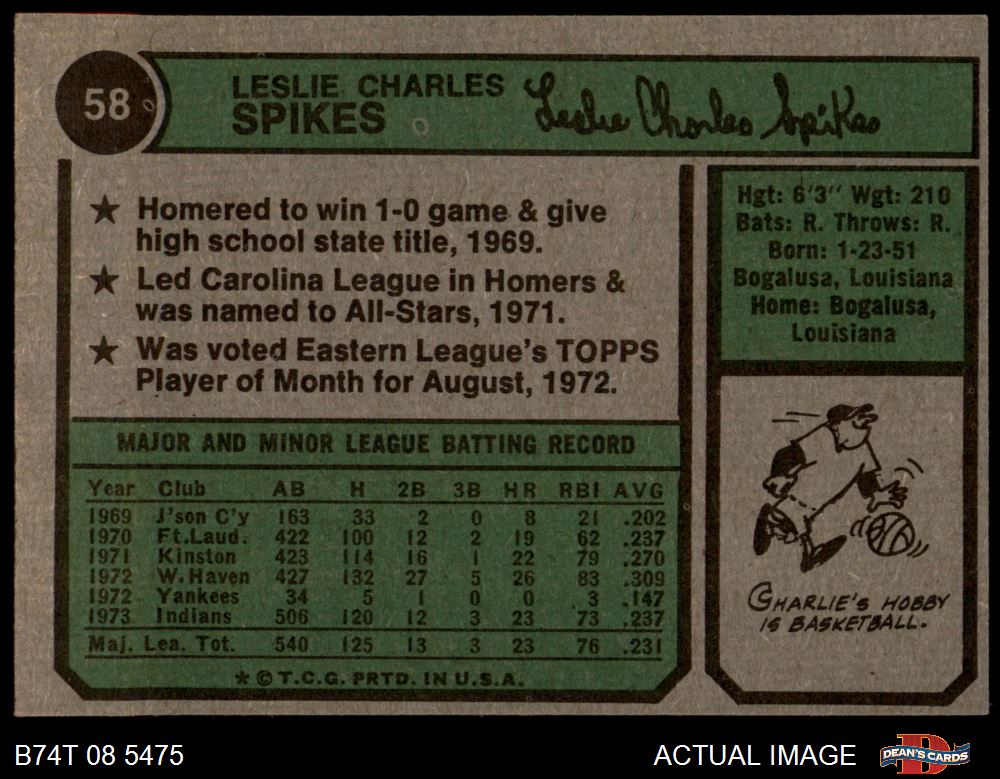 58
LESLIE CHARLES
SPIKES
Leslie Charles Spikes
★ Homered to win 1-0 game & give
high school state title, 1969.
★ Led Carolina League in Homers &
was named to All-Stars, 1971.
★ Was voted Eastern League's TOPPS
Player of Month for August, 1972.
Hgt: 6'3" Wgt: 210
Bats: R. Throws: R.
Born: 1-23-51
Bogalusa, Louisiana
Home: Bogalusa,
Louisiana
MAJOR AND MINOR LEAGUE BATTING RECORD
Year Club AB H 2B 3B HR RBI AVG
1969 J'son C'y 163 33 2 0 8 21 .202
1970 Ft.Laud. 422 100 12 2 19 62 .237
1971 Kinston 423 114 16 1 22 79 .270
1972 W. Haven 427 132 27 5 26 83 .309
1972 Yankees 34 5 1 0 0 3 .147
1973 Indians 506 120 12 3 23 73 .237
Maj. Lea. Tot. 540 125 13 3 23 76 .231
* © T.C.G. PRTD. IN U.S.A.
CHARLIE'S HOBBY
IS BASKETBALL.
B74T 08 5475
ACTUAL IMAGE
DEAN'S CARDS